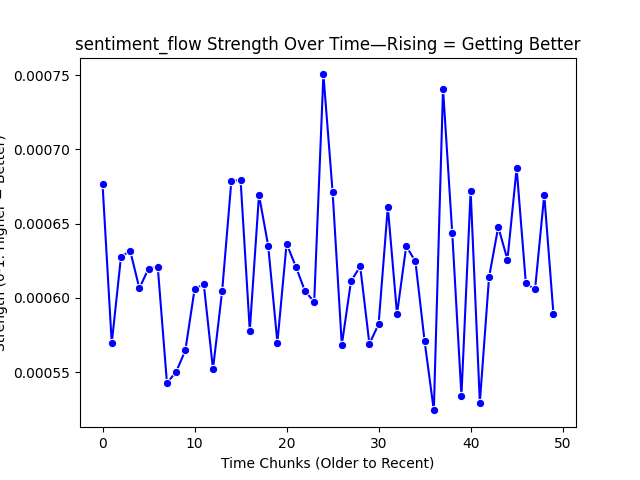 sentiment_flow Strength Over Time—Rising = Getting Better
0.00075
0.00070
0.00065
0.00060
0.00055
Strength (0-1: Higher = Better)
0 10 20 30 40 50
Time Chunks (Older to Recent)